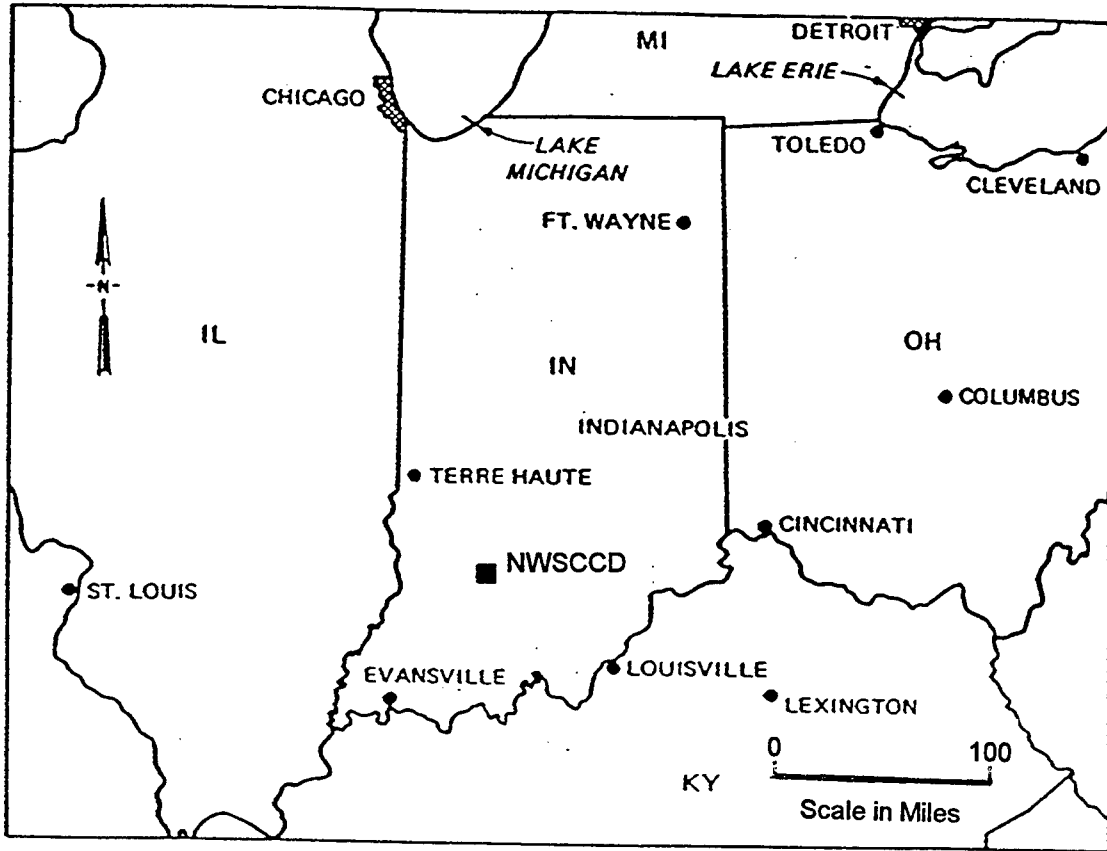 MI
DETROIT
LAKE ERIE
CHICAGO
LAKE
MICHIGAN
TOLEDO
CLEVELAND
FT. WAYNE
-N-
IL
IN
OH
COLUMBUS
INDIANAPOLIS
TERRE HAUTE
CINCINNATI
NWSCCD
ST. LOUIS
EVANSVILLE
LOUISVILLE
LEXINGTON
0 100
KY
Scale in Miles